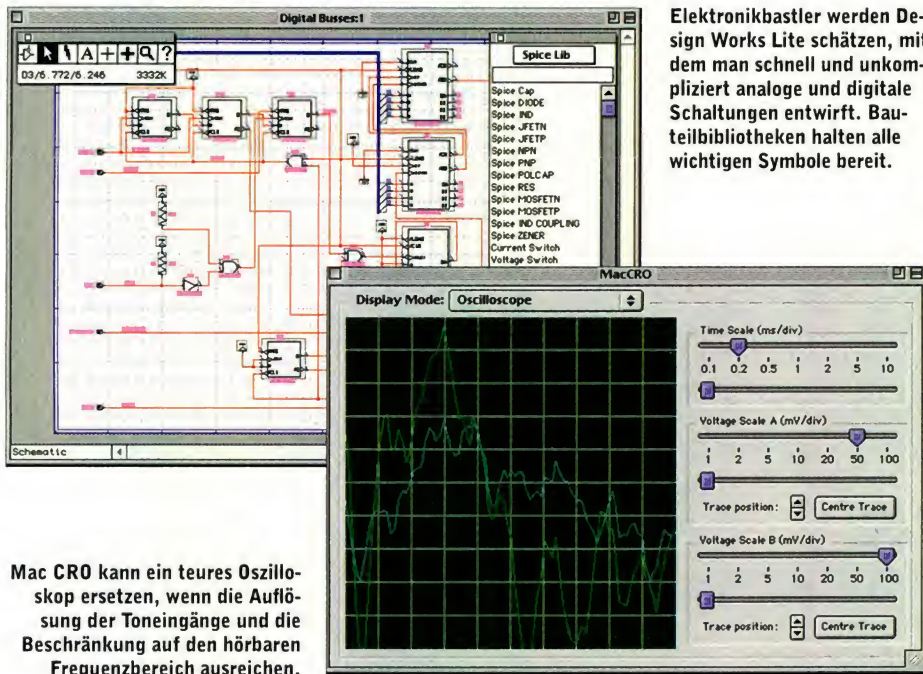 Digital Busses:1
A
?
03/6.772/6.246 3332K
Spice Lib
Spice Cap
Spice DIODE
Spice IND
Spice JFETN
Spice JFETP
Spice NPN
Spice PNP
Spice POLCAP
Spice RES
Spice MOSFETN
Spice MOSFETP
Spice IND COUPLING
Spice ZENER
Current Switch
Voltage Switch
Schematic
Elektronikbastler werden De-
sign Works Lite schätzen, mit
dem man schnell und unkom-
pliziert analoge und digitale
Schaltungen entwirft. Bau-
teilbibliotheken halten alle
wichtigen Symbole bereit.
MacCRO
Display Mode: Oscilloscope
Time Scale (ms/div)
0.1 0.2 0.5 1 2 5 10
Voltage Scale A (mV/div)
1 2 5 10 20 50 100
Trace position: Centre Trace
Voltage Scale B (mV/div)
1 2 5 10 20 50 100
Trace position: Centre Trace
Mac CRO kann ein teures Oszillo-
skop ersetzen, wenn die Auflö-
sung der Toneingänge und die
Beschränkung auf den hörbaren
Frequenzbereich ausreichen.